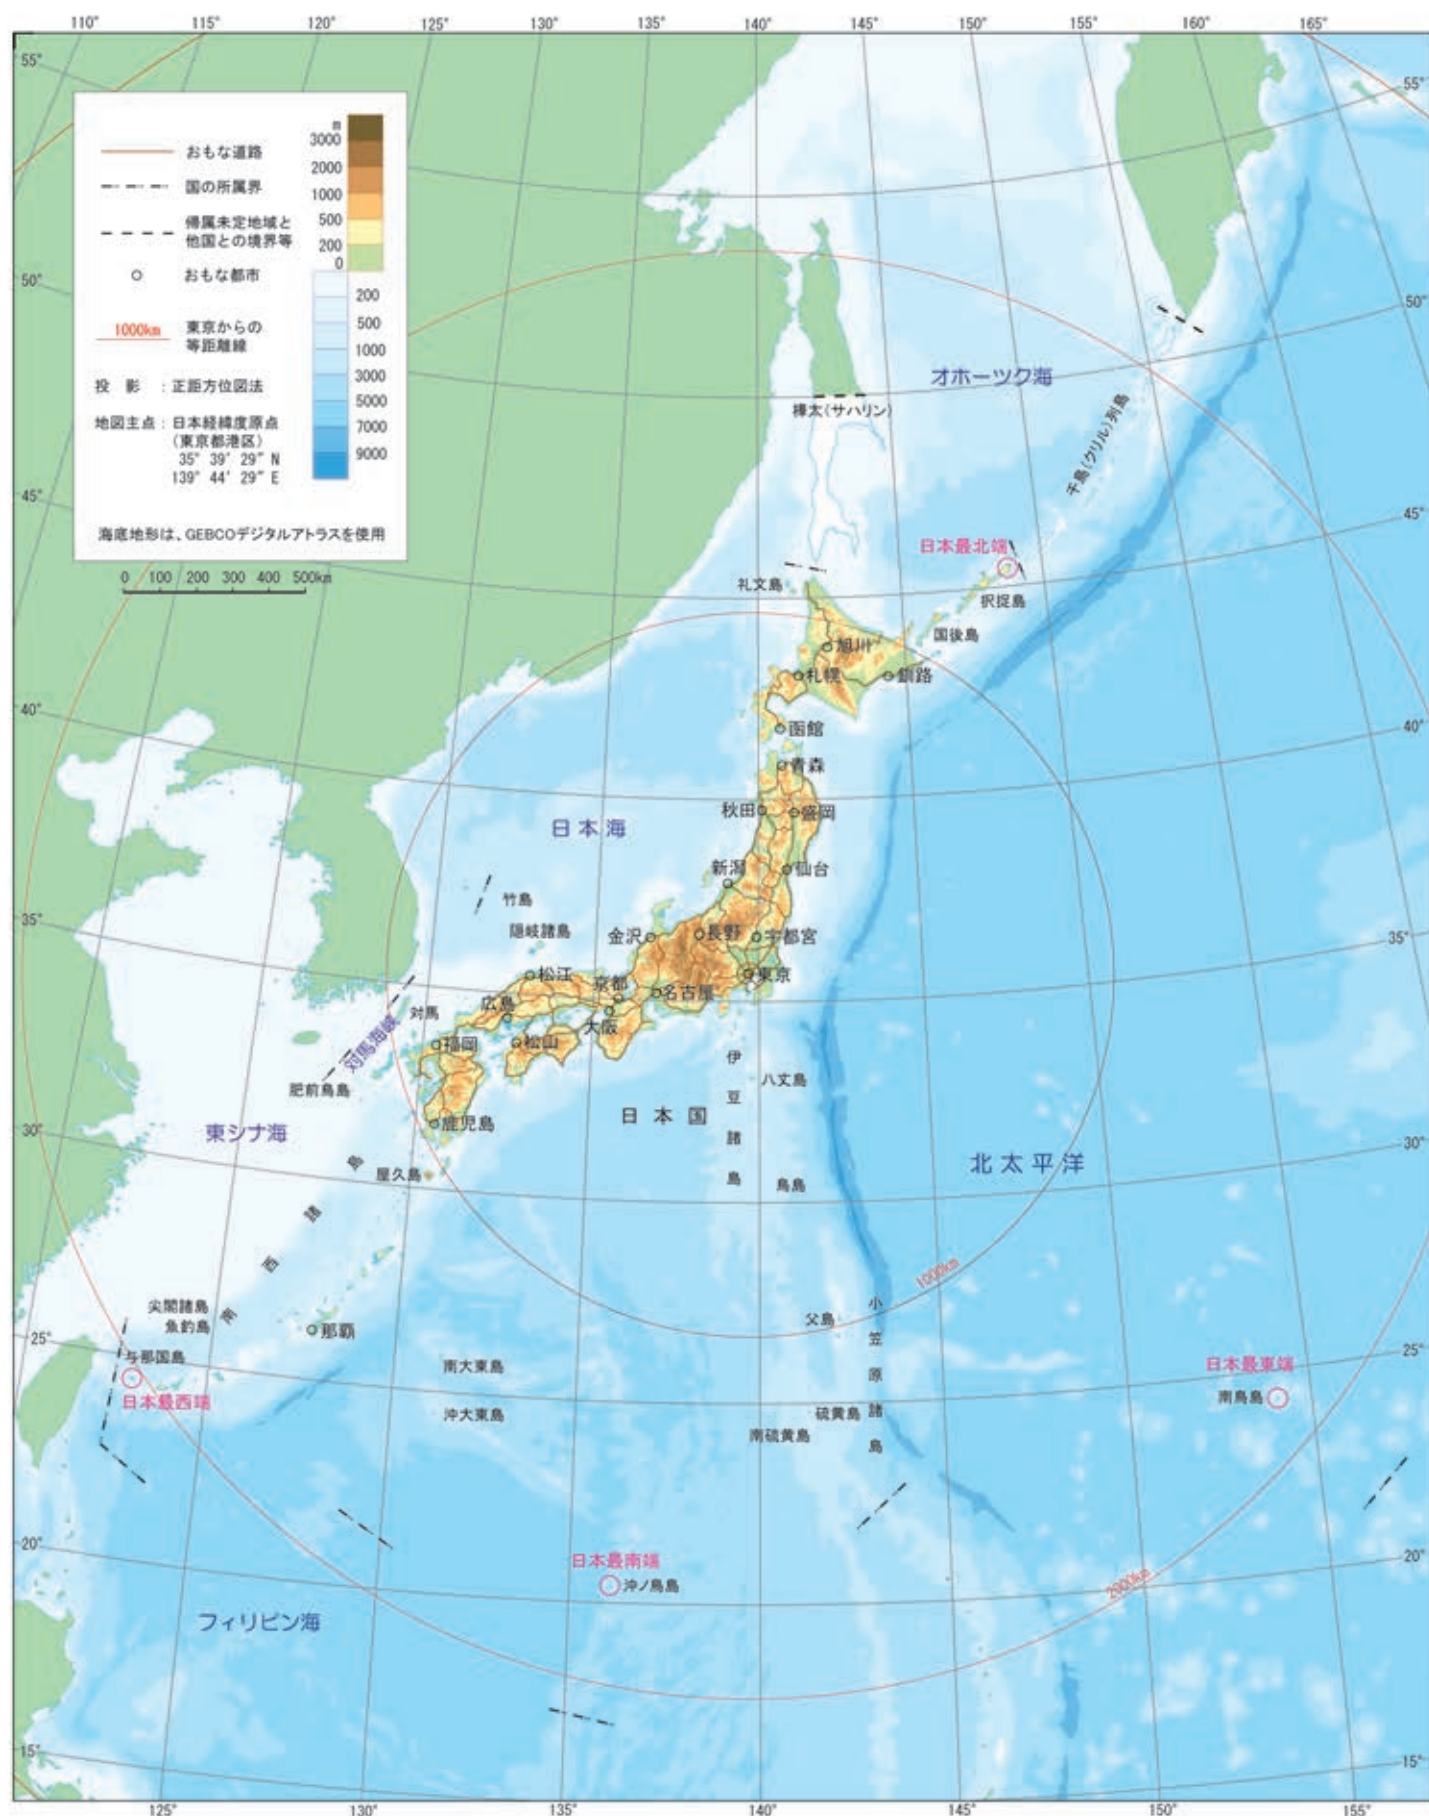 110° 115° 120° 125° 130° 135° 140° 145° 150° 155° 160° 165°
55°
50°
45°
40°
35°
30°
25°
20°
15°
55°
50°
45°
40°
35°
30°
25°
20°
15°
125° 130° 135° 140° 145° 150° 155°
おもな道路
国の所属界
帰属未定地域と
他国との境界等
おもな都市
1000km
東京からの
等距離線
投 影 : 正距方位図法
地図主点 : 日本経緯度原点
(東京都港区)
35° 39′ 29″ N
139° 44′ 29″ E
m
3000
2000
1000
500
200
0
200
500
1000
3000
5000
7000
9000
海底地形は、GEBCOデジタルアトラスを使用
0 100 200 300 400 500km
オホーツク海
樺太(サハリン)
千島(クリル)列島
日本最北端
択捉島
国後島
礼文島
旭川
札幌
釧路
函館
青森
秋田
盛岡
日本海
新潟
仙台
竹島
隠岐諸島
金沢
長野
宇都宮
松江
京都
東京
名古屋
広島
大阪
対馬
対馬海峡
福岡
松山
肥前鳥島
伊豆諸島
八丈島
日本国
鹿児島
東シナ海
北太平洋
屋久島
鳥島
南西諸島
1000km
尖閣諸島
魚釣島
那覇
父島
小笠原諸島
与那国島
日本最西端
南大東島
沖大東島
硫黄島
南硫黄島
日本最東端
南鳥島
日本最南端
沖ノ鳥島
2000km
フィリピン海